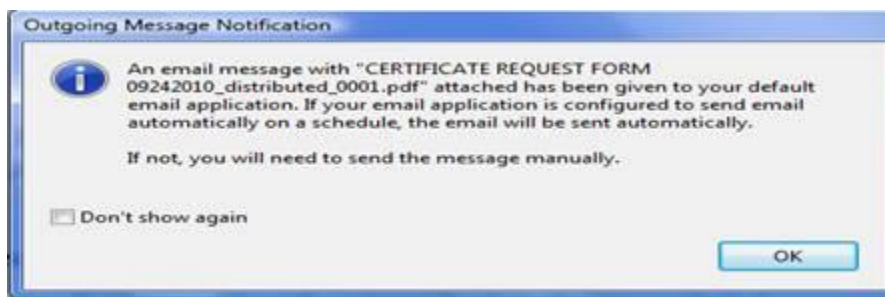 Outgoing Message Notification
An email message with "CERTIFICATE REQUEST FORM
09242010_distributed_0001.pdf" attached has been given to your default
email application. If your email application is configured to send email
automatically on a schedule, the email will be sent automatically.
If not, you will need to send the message manually.
Don't show again
OK